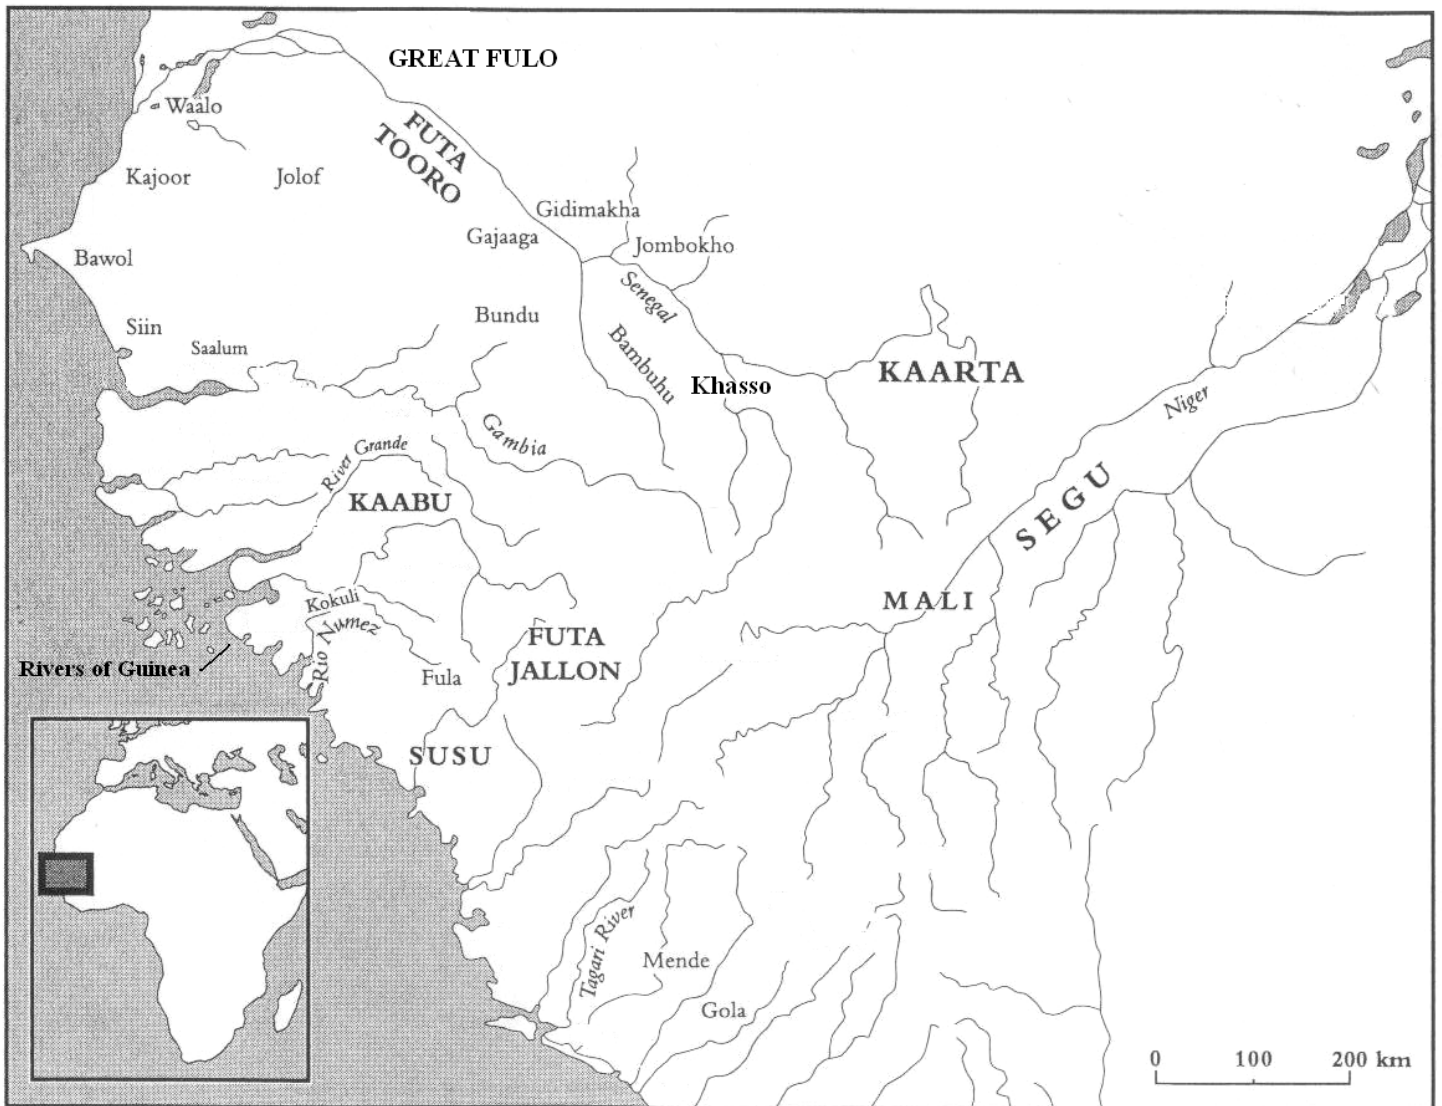 GREAT FULO
Waalo
FUTA
TOORO
Kajoor
Jolof
Gidimakha
Gajaaga
Jombokho
Bawol
Senegal
Siin
Bundu
Saalum
Bambuhu
KAARTA
Khasso
Niger
Gambia
River Grande
KAABU
SEGU
MALI
Kokuli
Rio Numez
FUTA
JALLON
Rivers of Guinea
Fula
SUSU
Tagari River
Mende
Gola
0 100 200 km